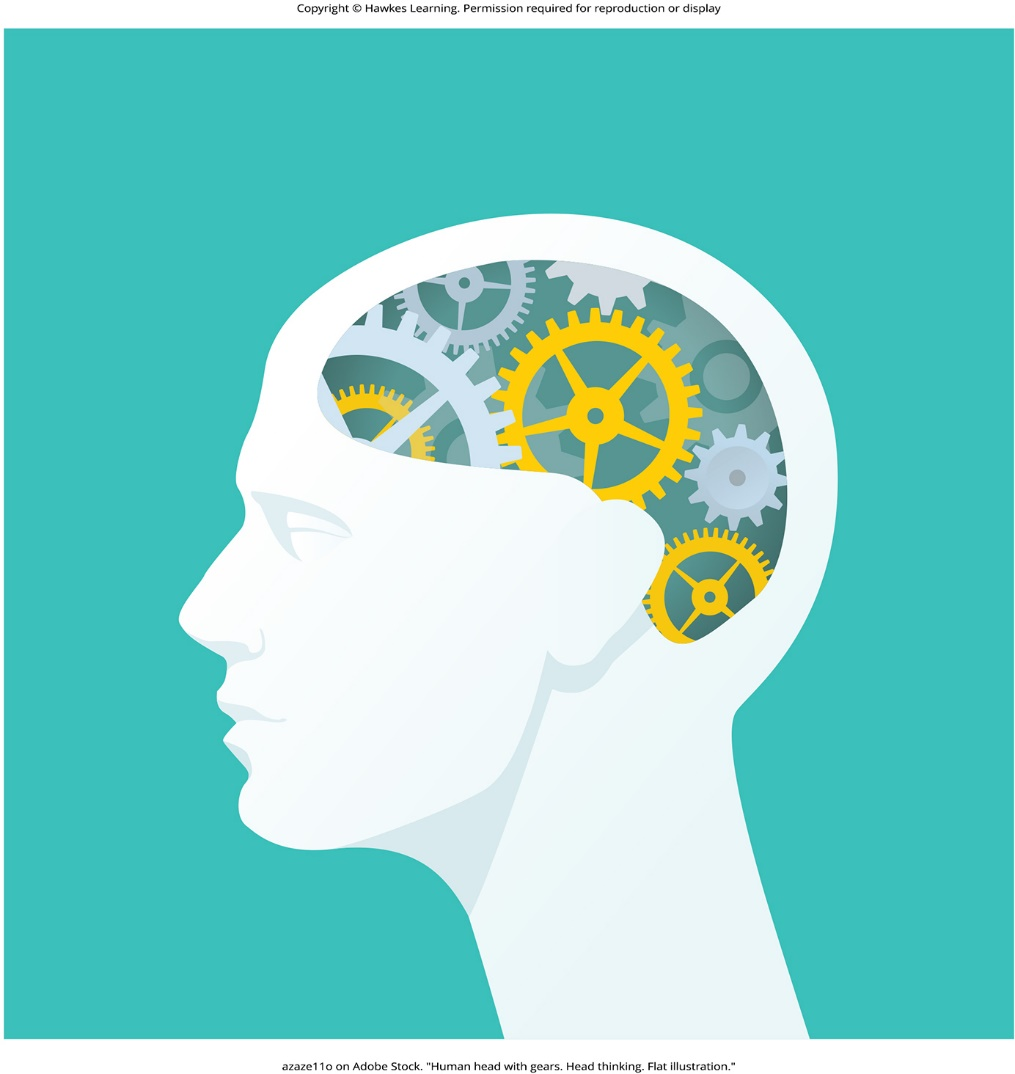 Copyright © Hawkes Learning. Permission required for reproduction or display
azaze11o on Adobe Stock. "Human head with gears. Head thinking. Flat illustration."